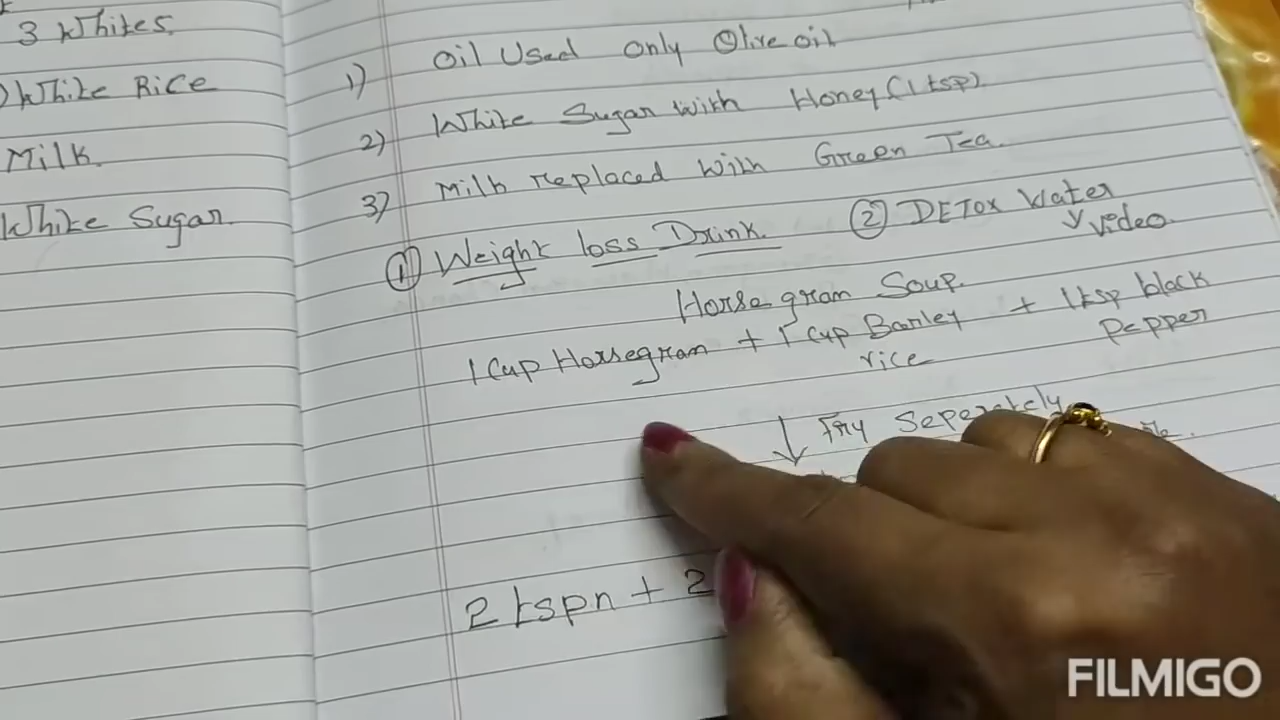 3 Whites.
)White Rice
Milk.
White Sugar.
1) Oil Used Only Olive oil
2) White Sugar with Honey(1 tsp)
3) Milk replaced with Green Tea.
① Weight loss Drink. ② DETOX Water
Video
Horse gram Soup.
1 Cup Horsegram + 1 Cup Barley rice + 1 tsp black pepper
Fry Seperately
2 tspn + 2
FILMIGO